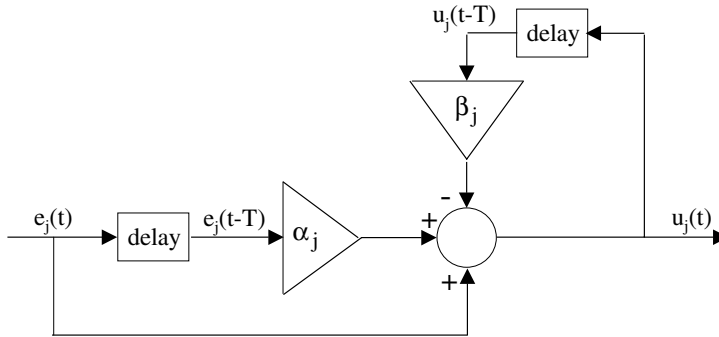 u_j(t-T)
delay
β_j
-
e_j(t)
delay
e_j(t-T)
α_j
+
+
u_j(t)